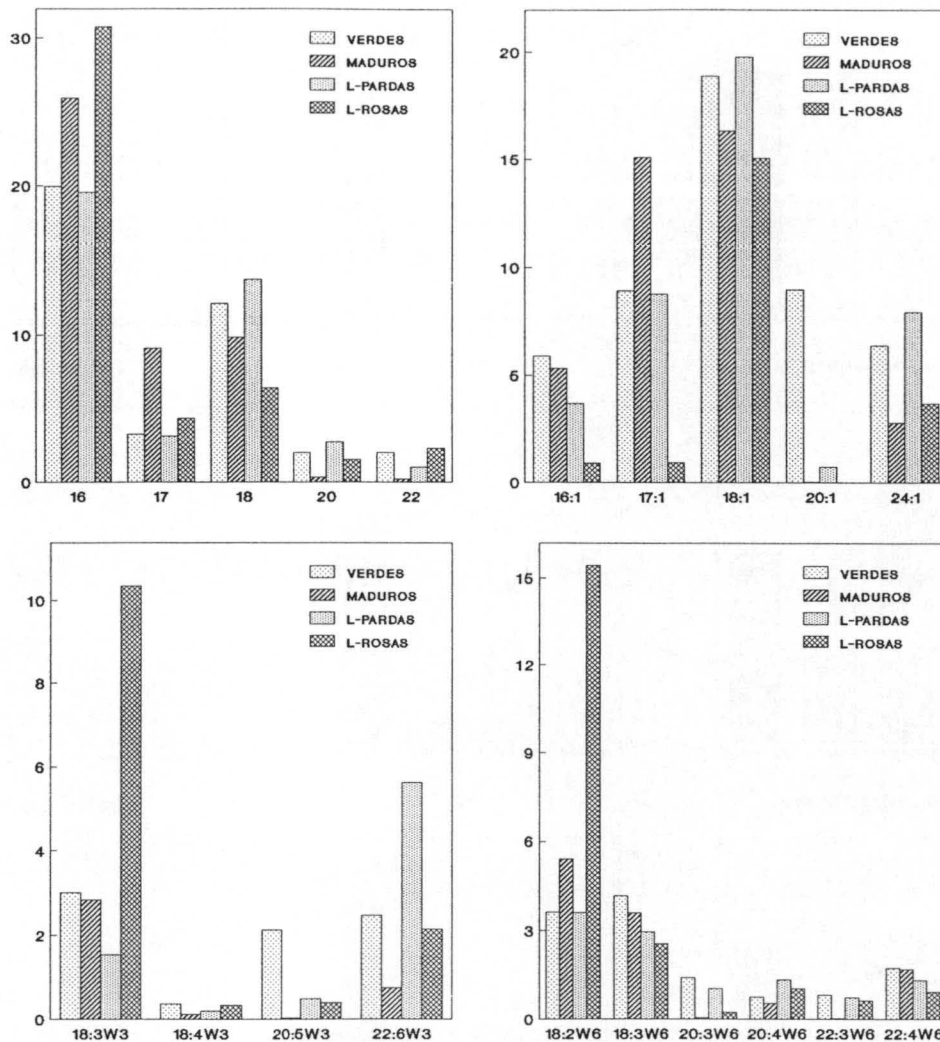 30
20
10
0
VERDES
MADUROS
L-PARDAS
L-ROSAS
16 17 18 20 22
20
15
10
5
0
VERDES
MADUROS
L-PARDAS
L-ROSAS
16:1 17:1 18:1 20:1 24:1
10
8
6
4
2
0
VERDES
MADUROS
L-PARDAS
L-ROSAS
18:3W3 18:4W3 20:5W3 22:6W3
15
12
9
6
3
0
VERDES
MADUROS
L-PARDAS
L-ROSAS
18:2W6 18:3W6 20:3W6 20:4W6 22:3W6 22:4W6